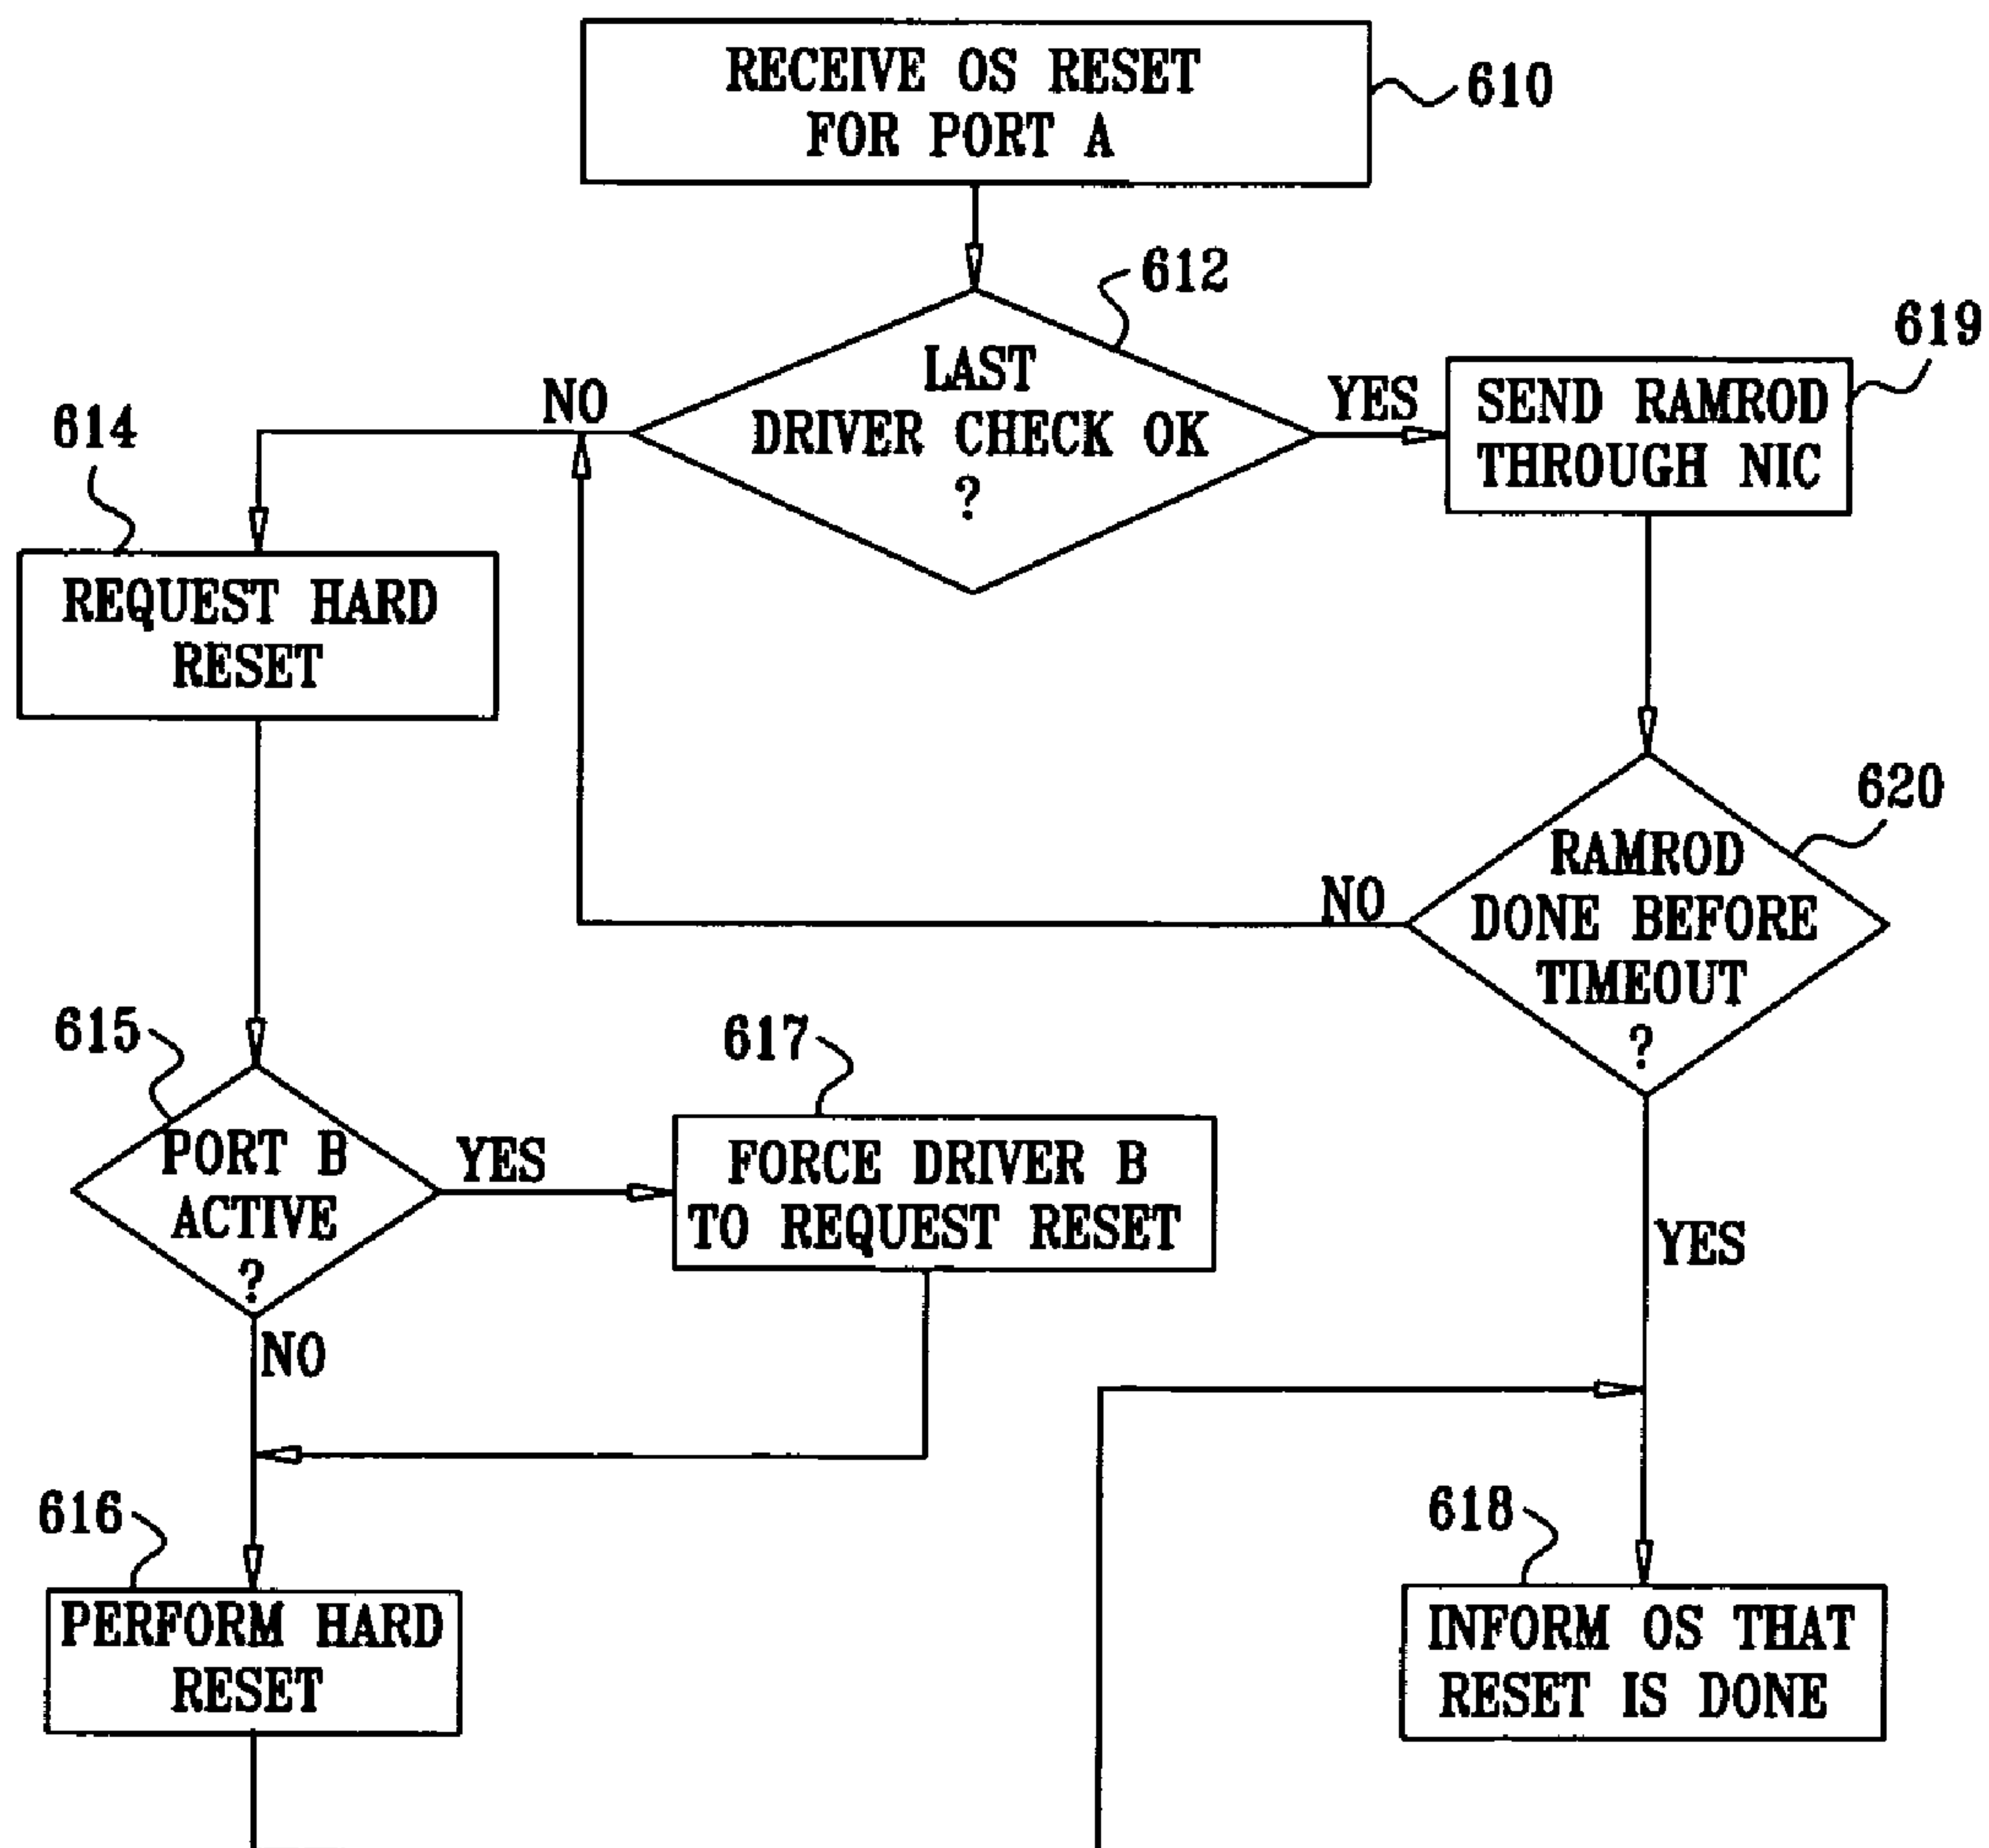 RECEIVE OS RESET
FOR PORT A
610
612
LAST
DRIVER CHECK OK
?
NO
YES
619
SEND RAMROD
THROUGH NIC
614
REQUEST HARD
RESET
620
RAMROD
DONE BEFORE
TIMEOUT
?
NO
YES
615
PORT B
ACTIVE
?
YES
NO
617
FORCE DRIVER B
TO REQUEST RESET
616
PERFORM HARD
RESET
618
INFORM OS THAT
RESET IS DONE